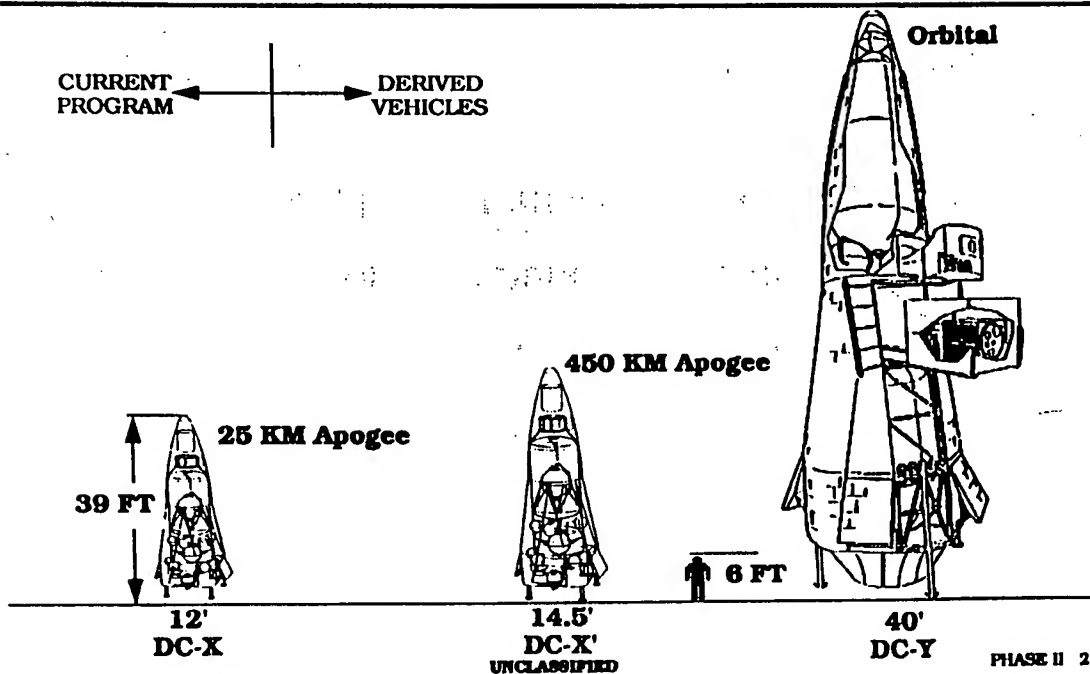 Orbital
CURRENT
PROGRAM
DERIVED
VEHICLES
450 KM Apogee
25 KM Apogee
39 FT
6 FT
12'
DC-X
14.5'
DC-X'
UNCLASSIFIED
40'
DC-Y
PHASE II 2